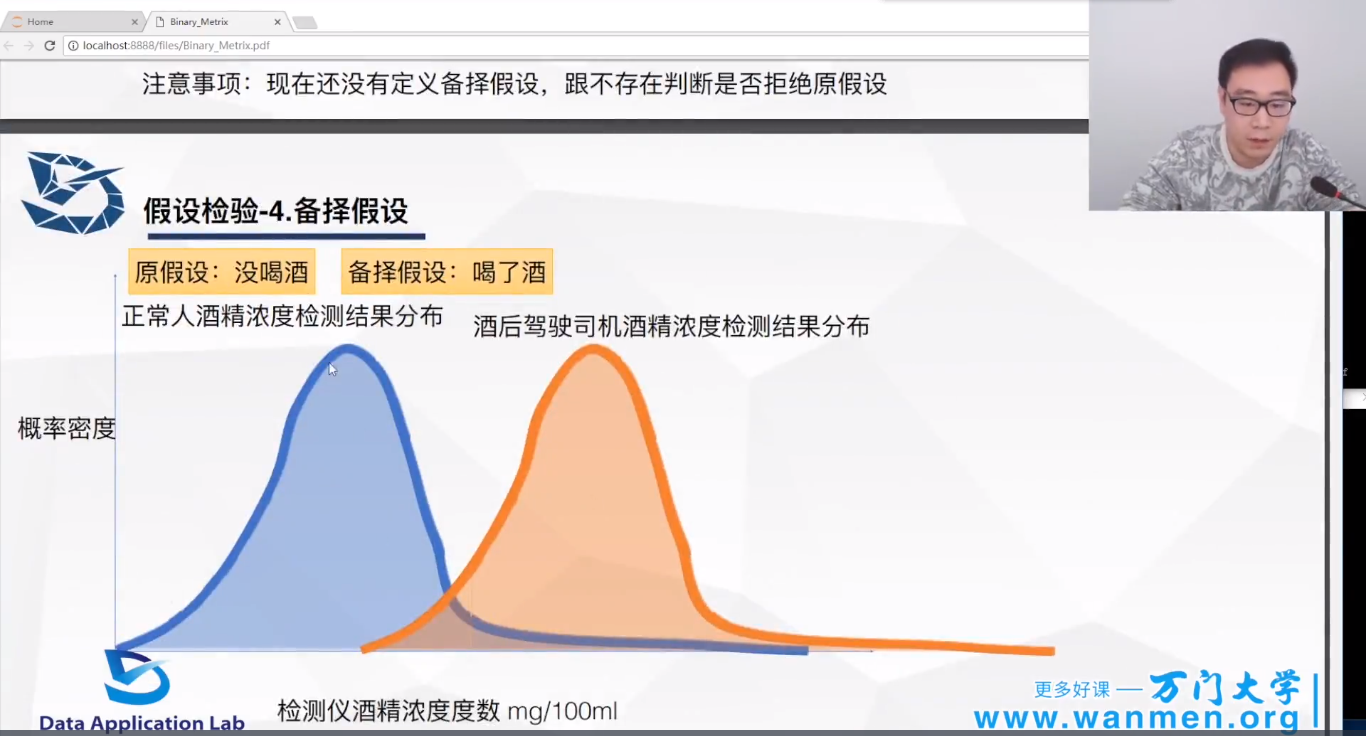 Home
Binary_Metrix
localhost:8888/files/Binary_Metrix.pdf
注意事项：现在还没有定义备择假设，跟不存在判断是否拒绝原假设
假设检验-4.备择假设
原假设：没喝酒
备择假设：喝了酒
正常人酒精浓度检测结果分布
酒后驾驶司机酒精浓度检测结果分布
概率密度
检测仪酒精浓度度数 mg/100ml
Data Application Lab
更多好课 — 万门大学
www.wanmen.org